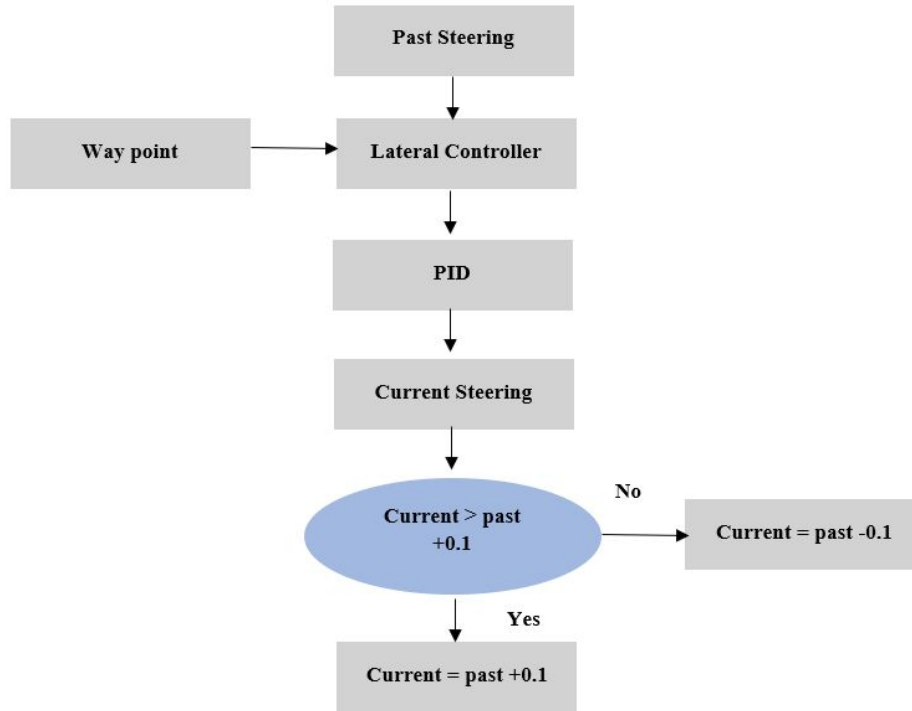 Past Steering
Way point
Lateral Controller
PID
Current Steering
Current > past
+0.1
No
Current = past -0.1
Yes
Current = past +0.1